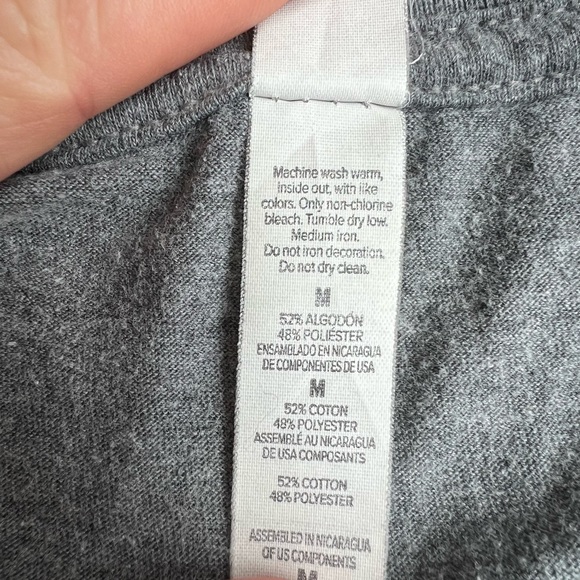 Machine wash warm,
inside out, with like
colors. Only non-chlorine
bleach. Tumble dry low.
Medium iron.
Do not iron decoration.
Do not dry clean.
M
52% ALGODÓN
48% POLIÉSTER
ENSAMBLADO EN NICARAGUA
DE COMPONENTES DE USA
M
52% COTON
48% POLYESTER
ASSEMBLÉ AU NICARAGUA
DE USA COMPOSANTS
52% COTTON
48% POLYESTER
ASSEMBLED IN NICARAGUA
OF US COMPONENTS
M